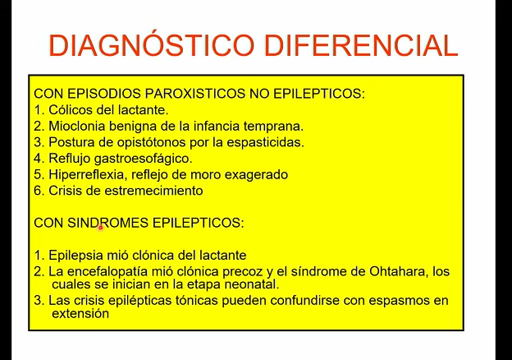 DIAGNÓSTICO DIFERENCIAL
CON EPISODIOS PAROXISTICOS NO EPILEPTICOS:
1. Cólicos del lactante.
2. Mioclonia benigna de la infancia temprana.
3. Postura de opistótonos por la espasticidas.
4. Reflujo gastroesofágico.
5. Hiperreflexia, reflejo de moro exagerado
6. Crisis de estremecimiento
CON SINDROMES EPILEPTICOS:
1. Epilepsia mió clónica del lactante
2. La encefalopatía mió clónica precoz y el síndrome de Ohtahara, los
cuales se inician en la etapa neonatal.
3. Las crisis epilépticas tónicas pueden confundirse con espasmos en
extensión